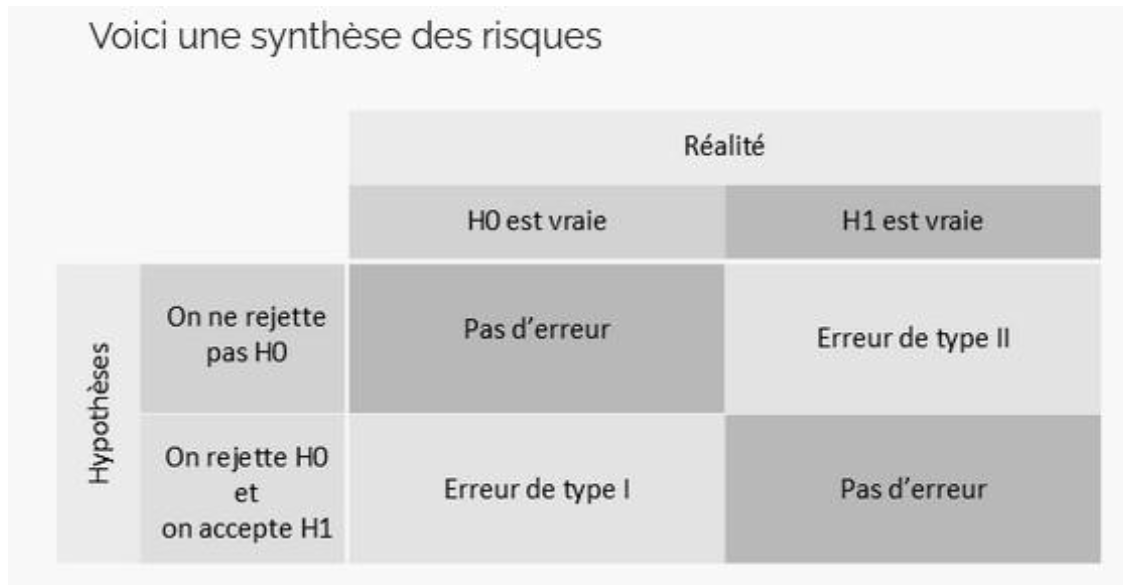 Voici une synthèse des risques
Réalité
H0 est vraie
H1 est vraie
Hypothèses
On ne rejette
pas H0
Pas d'erreur
Erreur de type II
On rejette H0
et
on accepte H1
Erreur de type I
Pas d'erreur